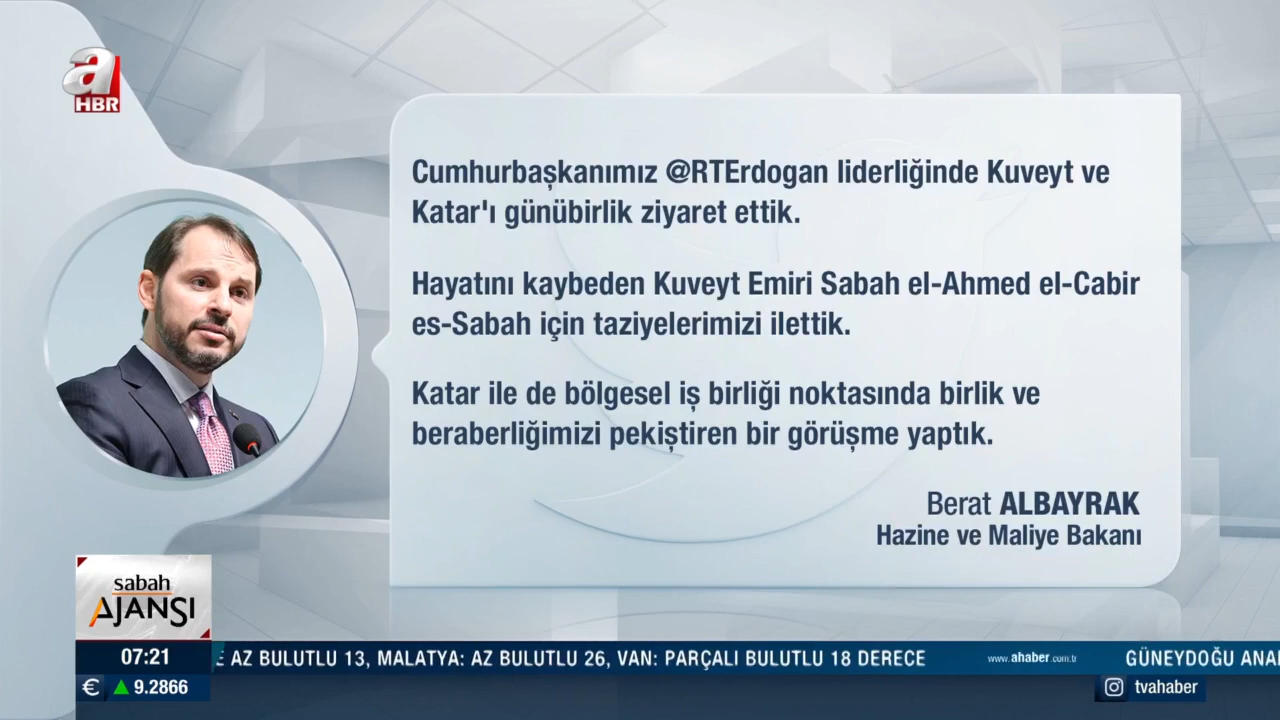 a
HBR
Cumhurbaşkanımız @RTErdogan liderliğinde Kuveyt ve
Katar'ı günübirlik ziyaret ettik.
Hayatını kaybeden Kuveyt Emiri Sabah el-Ahmed el-Cabir
es-Sabah için taziyelerimizi ilettik.
Katar ile de bölgesel iş birliği noktasında birlik ve
beraberliğimizi pekiştiren bir görüşme yaptık.
Berat ALBAYRAK
Hazine ve Maliye Bakanı
sabah
AJANSI
07:21
AZ BULUTLU 13, MALATYA: AZ BULUTLU 26, VAN: PARÇALI BULUTLU 18 DERECE
www.ahaber.com.tr
GÜNEYDOĞU
€ ▲ 9.2866
tvahaber